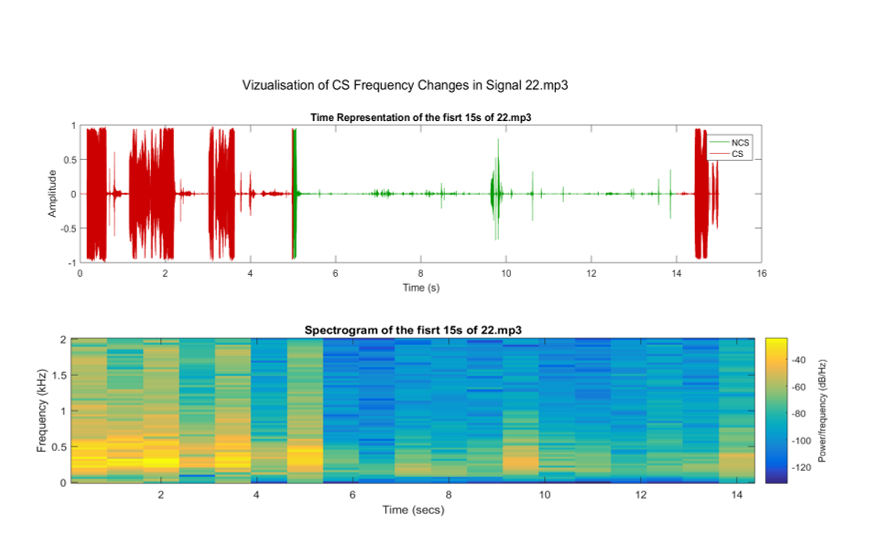 Vizualisation of CS Frequency Changes in Signal 22.mp3
Time Representation of the fisrt 15s of 22.mp3
1
0.5
0
-0.5
-1
Amplitude
NCS
CS
0 2 4 6 8 10 12 14 16
Time (s)
Spectrogram of the fisrt 15s of 22.mp3
2
1.5
1
0.5
0
Frequency (kHz)
2 4 6 8 10 12 14
Time (secs)
-40
-60
-80
-100
-120
Power/frequency (dB/Hz)